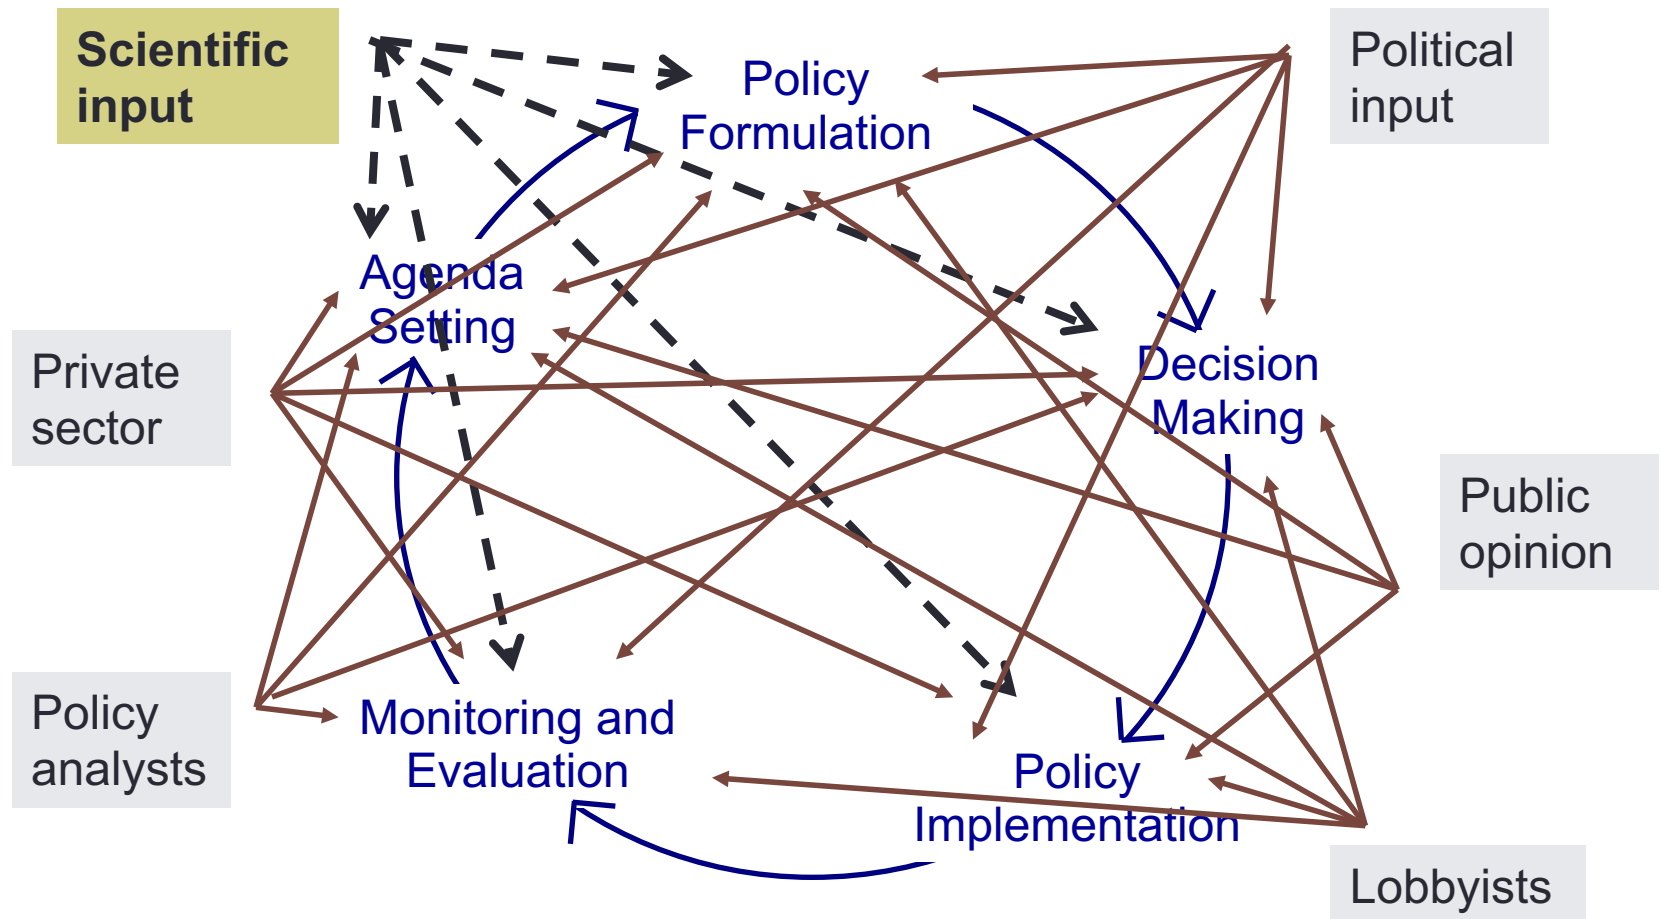 Scientific
input
Policy
Formulation
Political
input
Agenda
Setting
Private
sector
Decision
Making
Public
opinion
Policy
analysts
Monitoring and
Evaluation
Policy
Implementation
Lobbyists